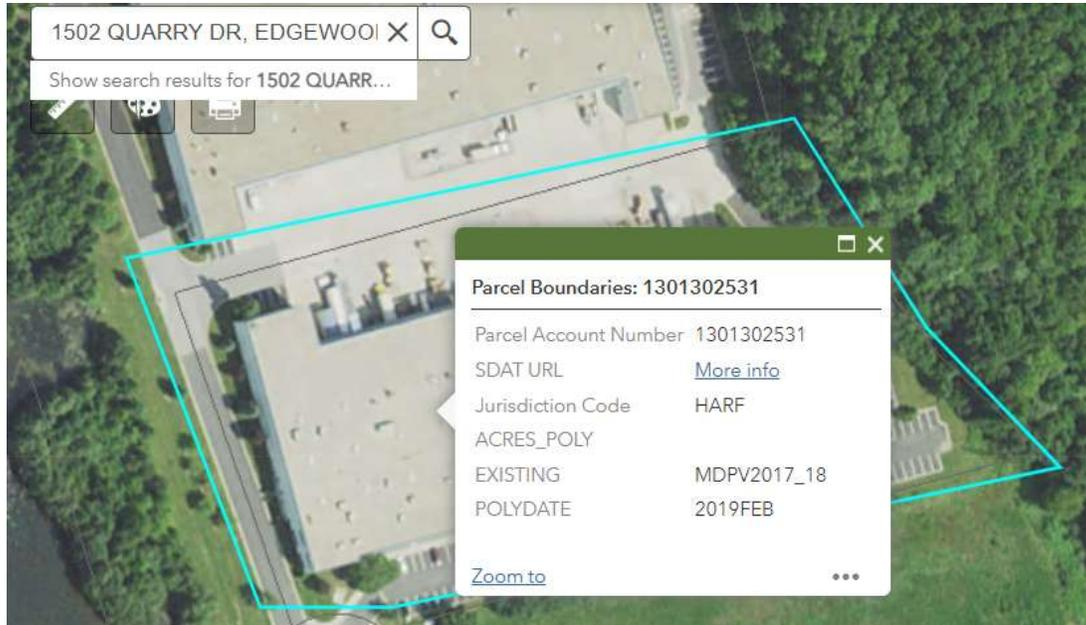 1502 QUARRY DR, EDGEWOO
Show search results for 1502 QUARR...
Parcel Boundaries: 1301302531
Parcel Account Number 1301302531
SDAT URL More info
Jurisdiction Code HARF
ACRES_POLY
EXISTING MDPV2017_18
POLYDATE 2019FEB
Zoom to